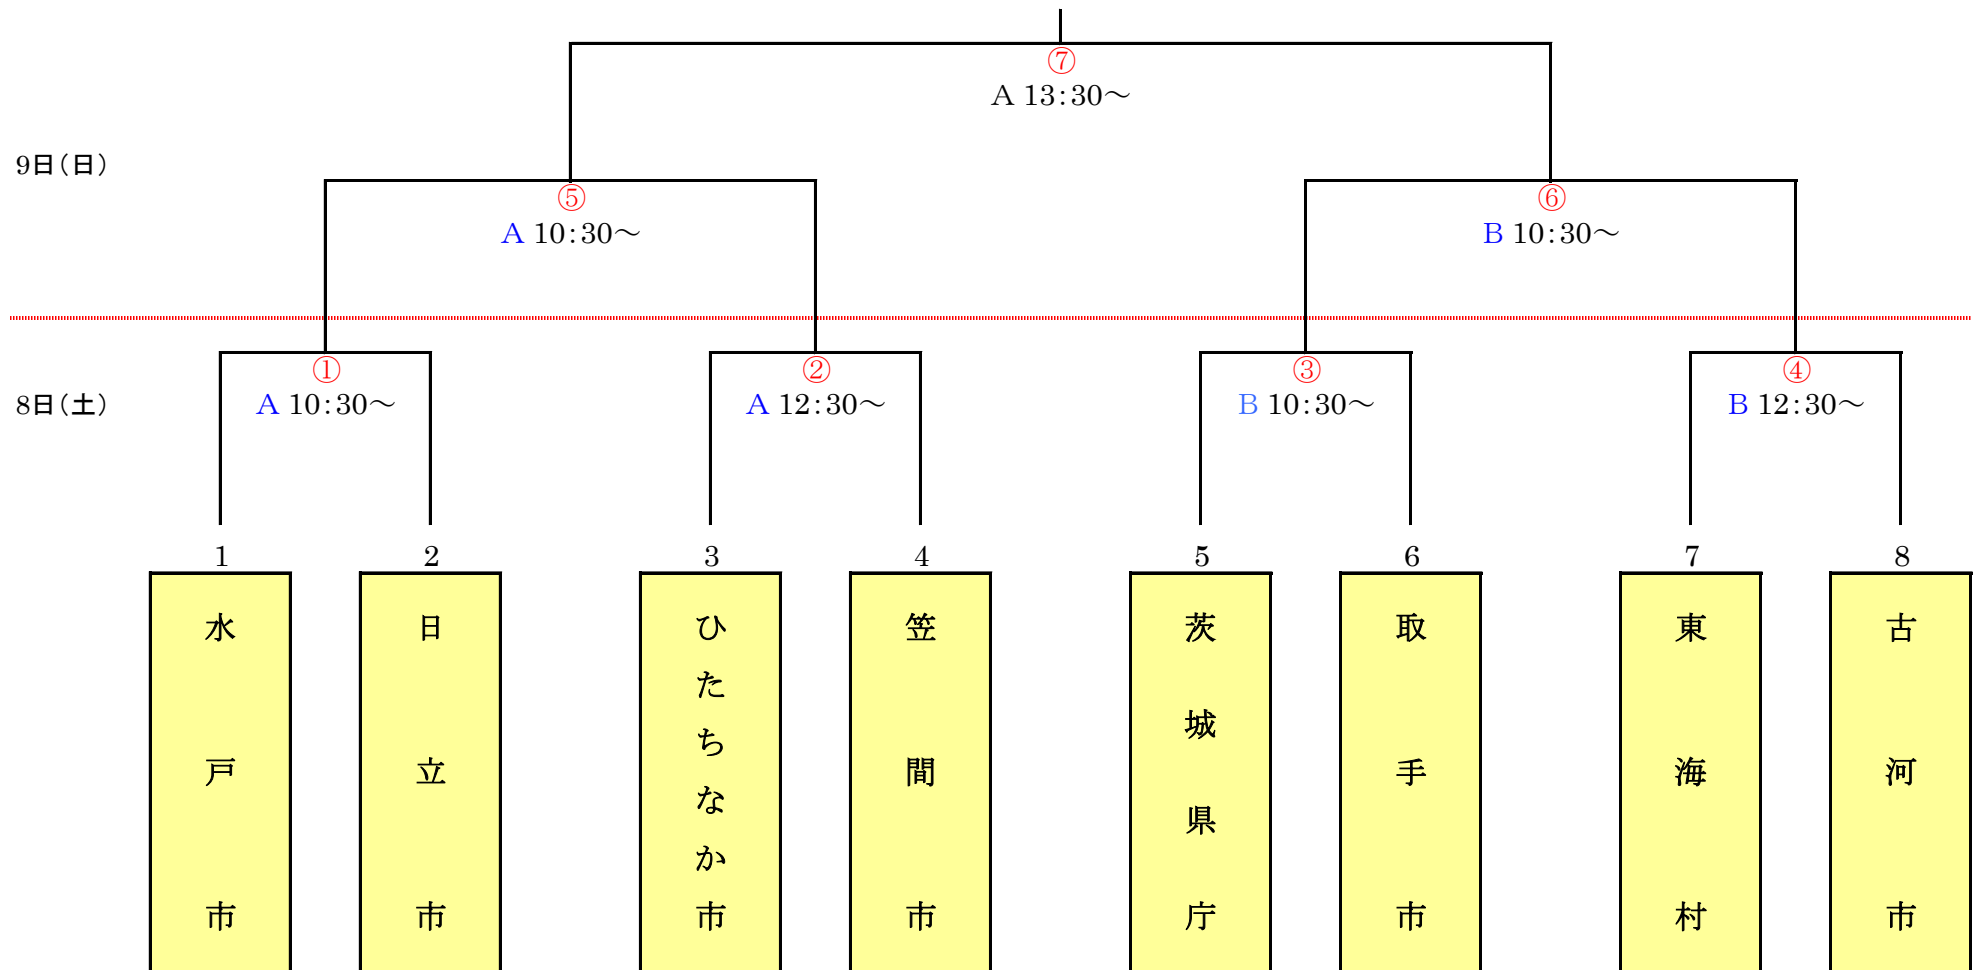 ⑦
A 13:30～
9日(日)
⑤
⑥
A 10:30～
B 10:30～
①
②
③
④
8日(土)
A 10:30～
A 12:30～
B 10:30～
B 12:30～
1
2
3
4
5
6
7
8
水戸市
日立市
ひたちなか市
笠間市
茨城県庁
取手市
東海村
古河市